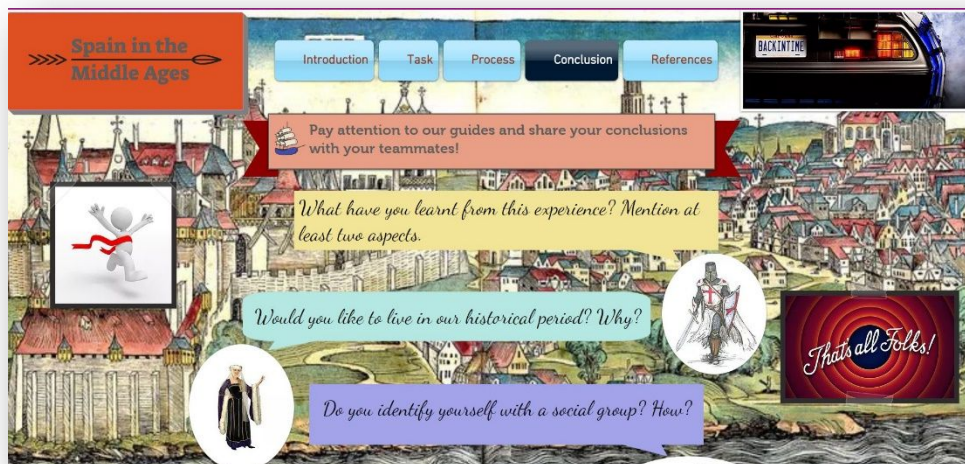 Spain in the
Middle Ages
Introduction
Task
Process
Conclusion
References
BACKINTIME
Pay attention to our guides and share your conclusions
with your teammates!
What have you learnt from this experience? Mention at
least two aspects.
Would you like to live in our historical period? Why?
That's all Folks!
Do you identify yourself with a social group? How?